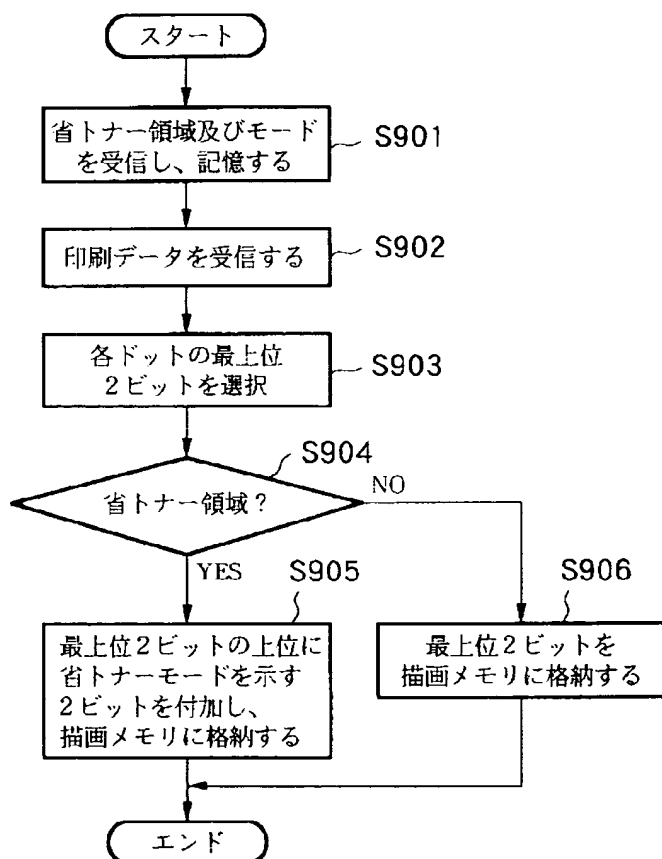 スタート
省トナー領域及びモード
を受信し、記憶する
S901
印刷データを受信する
S902
各ドットの最上位
2ビットを選択
S903
S904
省トナー領域?
NO
YES
S905
最上位2ビットの上位に
省トナーモードを示す
2ビットを付加し、
描画メモリに格納する
S906
最上位2ビットを
描画メモリに格納する
エンド